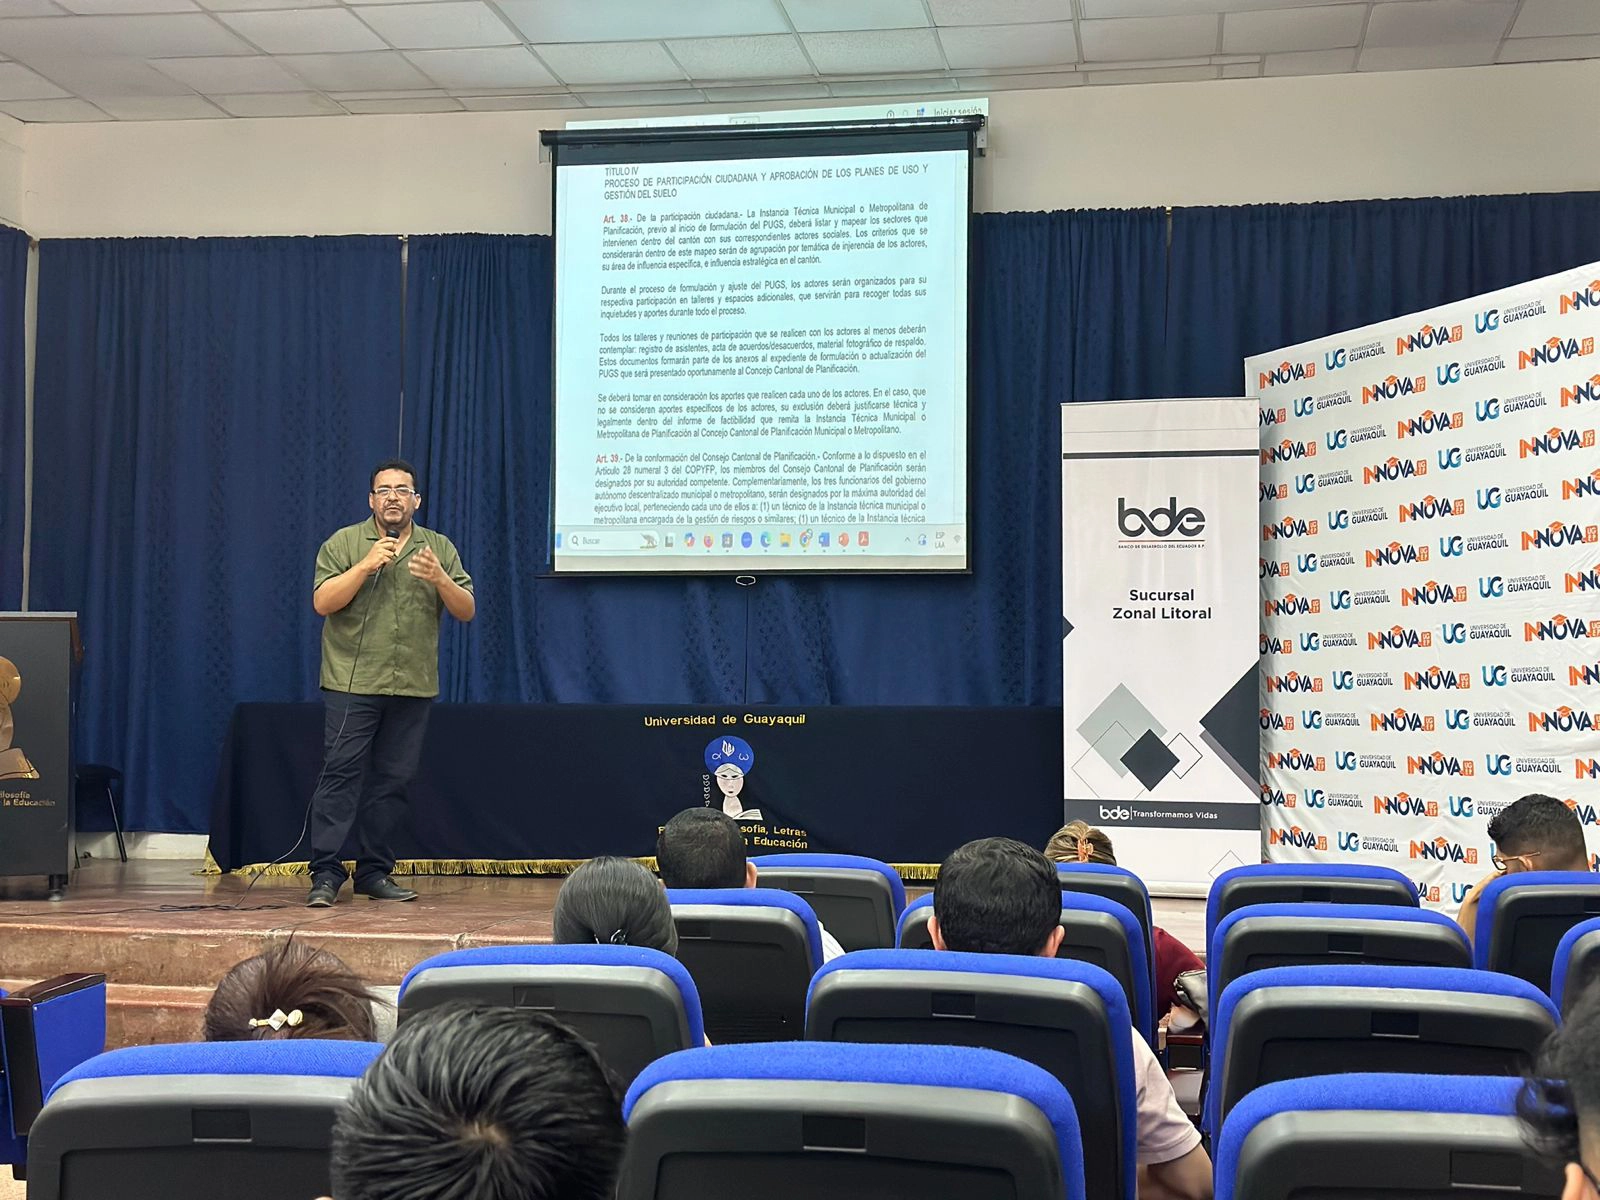 Iniciar sesión
TÍTULO IV
PROCESO DE PARTICIPACIÓN CIUDADANA Y APROBACIÓN DE LOS PLANES DE USO Y
GESTIÓN DEL SUELO
Art. 38.- De la participación ciudadana.- La Instancia Técnica Municipal o Metropolitana de
Planificación, previo al inicio de formulación del PUGS, deberá listar y mapear los sectores que
intervienen dentro del cantón con sus correspondientes actores sociales. Los criterios que se
considerarán dentro de este mapeo serán de agrupación por temática de injerencia de los actores,
su área de influencia específica, e influencia estratégica en el cantón.
Durante el proceso de formulación y ajuste del PUGS, los actores serán organizados para su
respectiva participación en talleres y espacios adicionales, que servirán para recoger todas sus
inquietudes y aportes durante todo el proceso.
Todos los talleres y reuniones de participación que se realicen con los actores al menos deberán
contemplar: registro de asistentes, acta de acuerdos/desacuerdos, material fotográfico de respaldo.
Estos documentos formarán parte de los anexos al expediente de formulación o actualización del
PUGS que será presentado oportunamente al Concejo Cantonal de Planificación.
Se deberá tomar en consideración los aportes que realicen cada uno de los actores. En el caso, que
no se consideren aportes específicos de los actores, su exclusión deberá justificarse técnica y
legalmente dentro del informe de factibilidad que remita la Instancia Técnica Municipal o
Metropolitana de Planificación al Concejo Cantonal de Planificación Municipal o Metropolitano.
Art. 39.- De la conformación del Consejo Cantonal de Planificación.- Conforme a lo dispuesto en el
Artículo 28 numeral 3 del COPYFP, los miembros del Consejo Cantonal de Planificación serán
designados por su autoridad competente. Complementariamente, los tres funcionarios del gobierno
autónomo descentralizado municipal o metropolitano, serán designados por la máxima autoridad del
ejecutivo local, perteneciendo cada uno de ellos a: (1) un técnico de la Instancia técnica municipal o
metropolitana encargada de la gestión de riesgos o similares; (1) un técnico de la Instancia técnica
Buscar
ESP
LAA
bde
BANCO DE DESARROLLO DEL ECUADOR B.P.
Sucursal
Zonal Litoral
bde Transformamos Vidas
INNOVA UG UNIVERSIDAD DE GUAYAQUIL
Universidad de Guayaquil
sofía, Letras
Educación
ilosofía
la Educación